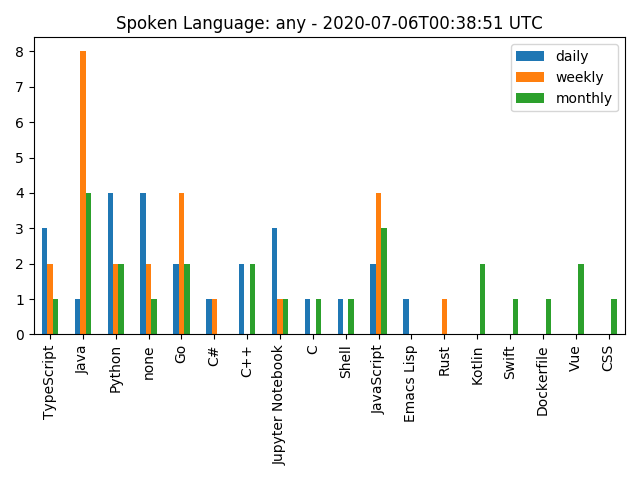 Spoken Language: any - 2020-07-06T00:38:51 UTC
daily
weekly
monthly
8
7
6
5
4
3
2
1
0
TypeScript
Java
Python
none
Go
C#
C++
Jupyter Notebook
C
Shell
JavaScript
Emacs Lisp
Rust
Kotlin
Swift
Dockerfile
Vue
CSS